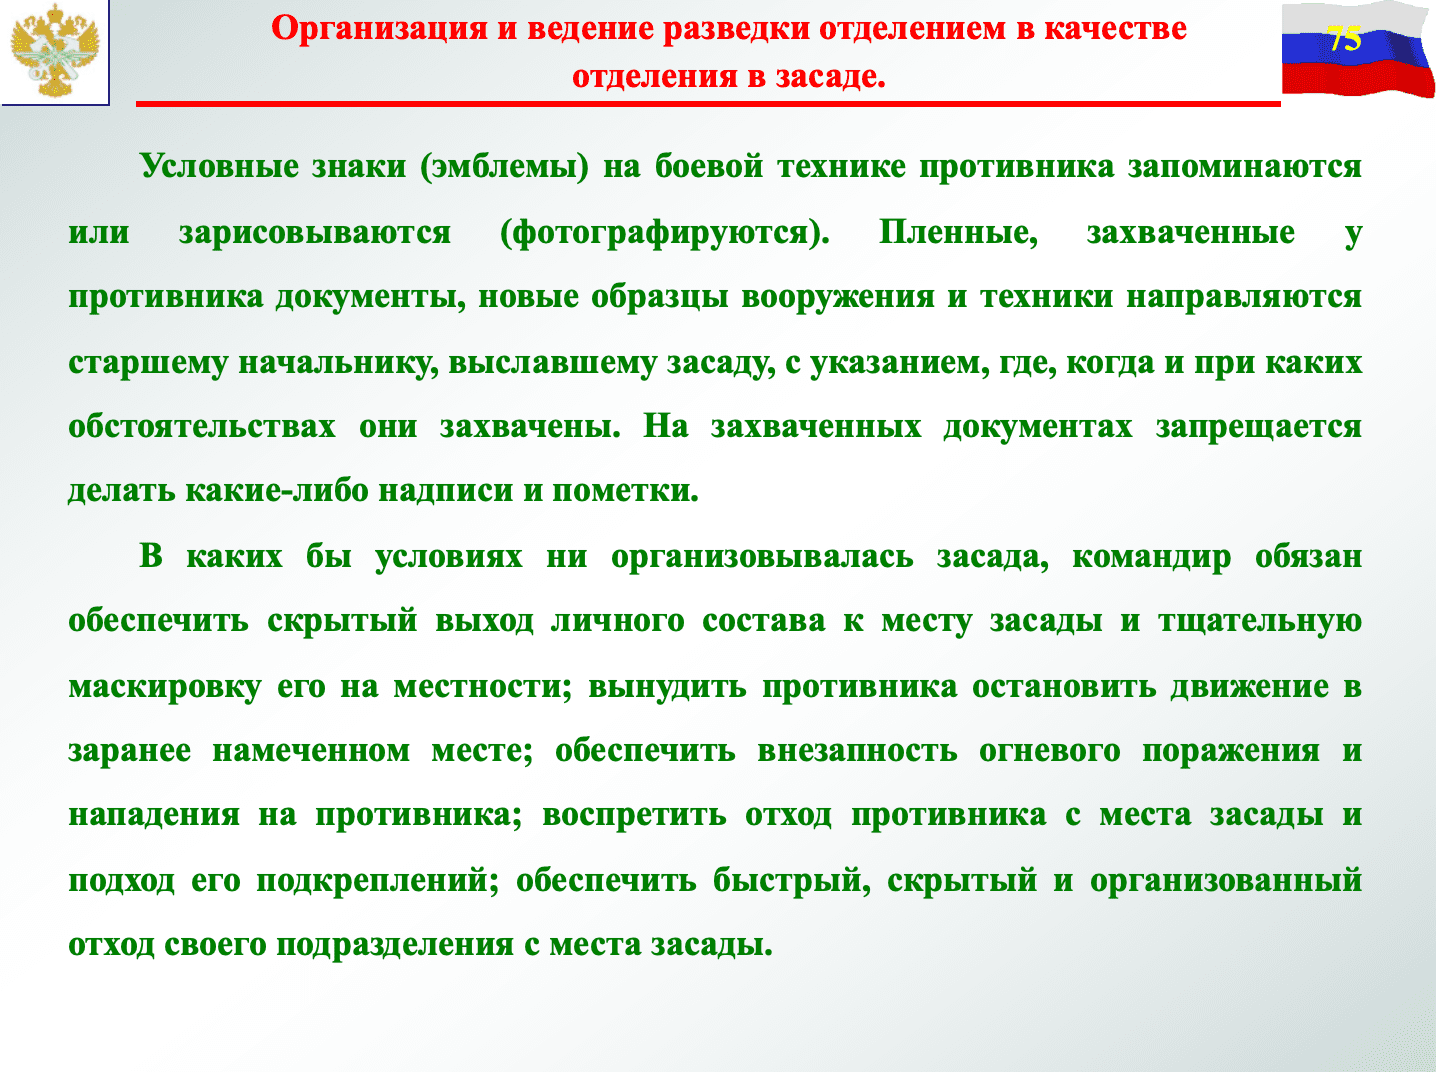 Организация и ведение разведки отделением в качестве
отделения в засаде.
75
Условные знаки (эмблемы) на боевой технике противника запоминаются
или зарисовываются (фотографируются). Пленные, захваченные у
противника документы, новые образцы вооружения и техники направляются
старшему начальнику, выславшему засаду, с указанием, где, когда и при каких
обстоятельствах они захвачены. На захваченных документах запрещается
делать какие-либо надписи и пометки.
В каких бы условиях ни организовывалась засада, командир обязан
обеспечить скрытый выход личного состава к месту засады и тщательную
маскировку его на местности; вынудить противника остановить движение в
заранее намеченном месте; обеспечить внезапность огневого поражения и
нападения на противника; воспретить отход противника с места засады и
подход его подкреплений; обеспечить быстрый, скрытый и организованный
отход своего подразделения с места засады.